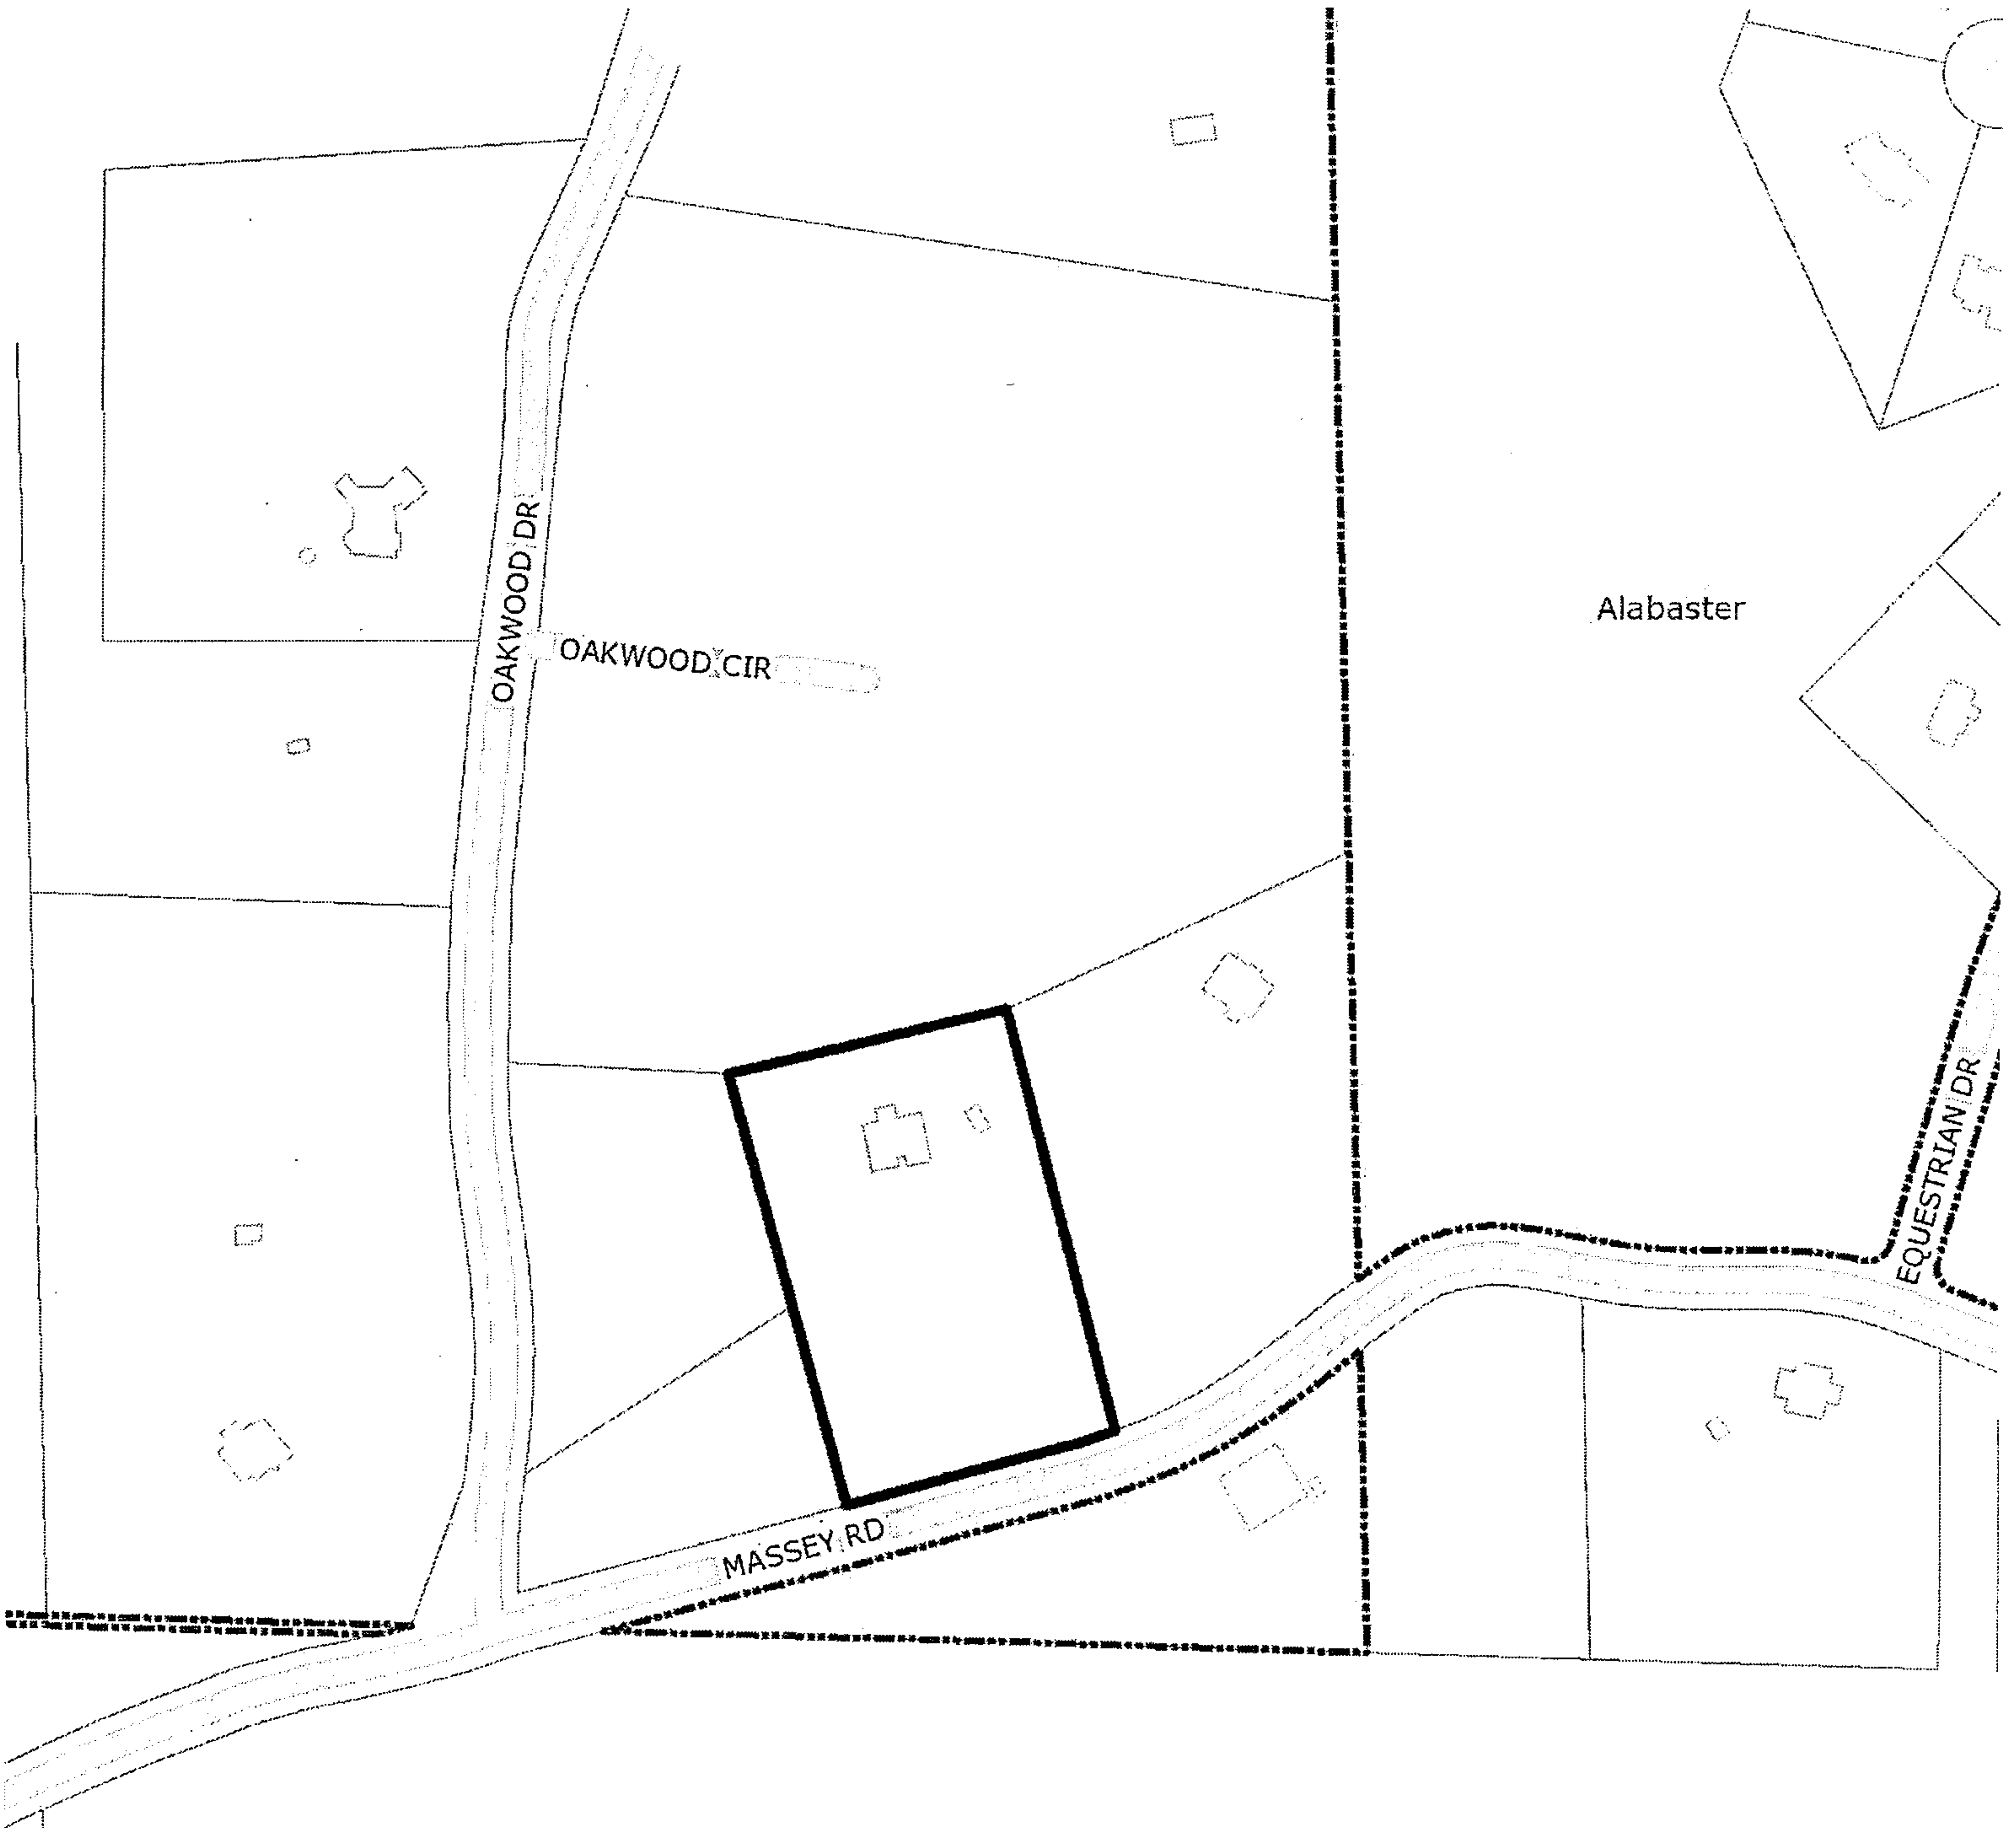 OAKWOOD DR
OAKWOOD CIR
Alabaster
EQUESTRIAN DR
MASSEY RD